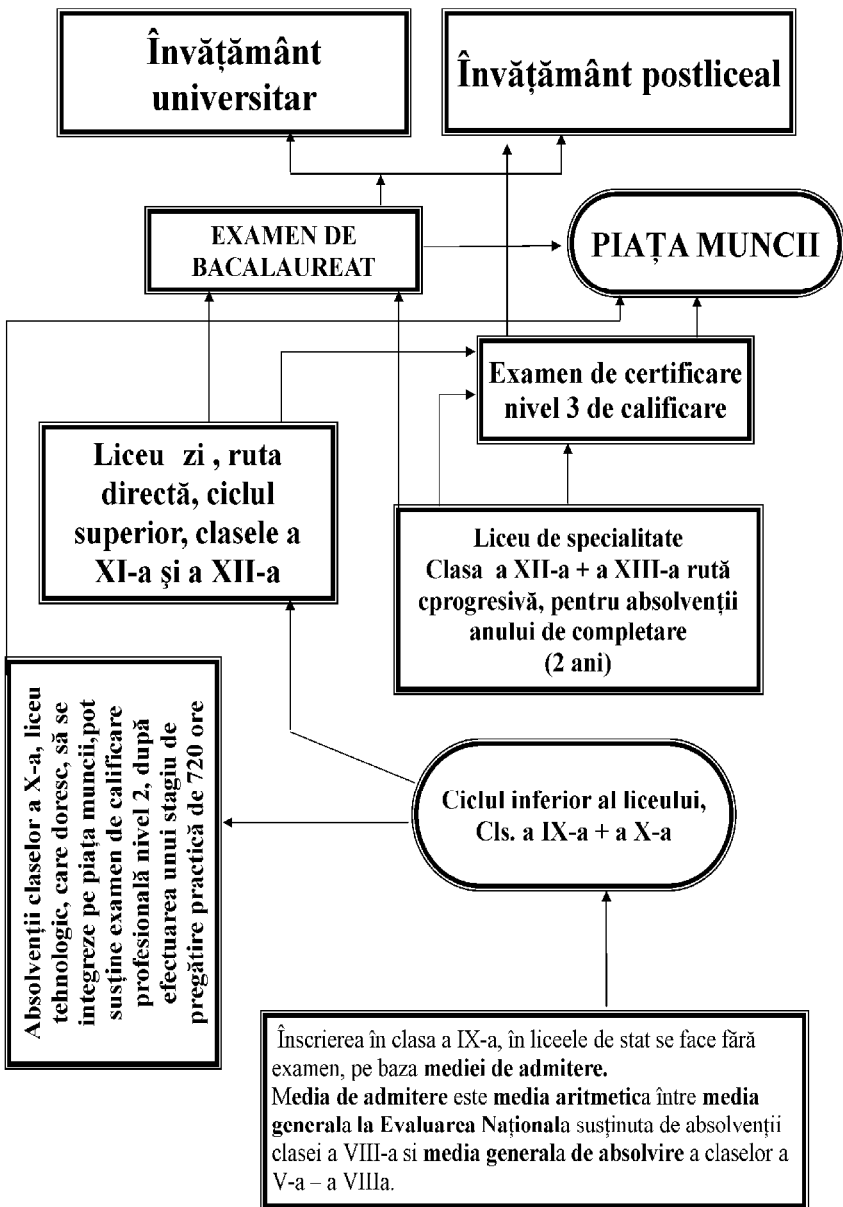 Învățământ
universitar
Învățământ postliceal
EXAMEN DE
BACALAUREAT
PIAȚA MUNCII
Examen de certificare
nivel 3 de calificare
Liceu zi , ruta
directă, ciclul
superior, clasele a
XI-a şi a XII-a
Liceu de specialitate
Clasa a XII-a + a XIII-a rută
cprogresivă, pentru absolvenții
anului de completare
(2 ani)
Absolvenții claselor a X-a, liceu
tehnologic, care doresc, să se
integreze pe piața muncii,pot
susține examen de calificare
profesională nivel 2, după
efectuarea unui stagiu de
pregătire practică de 720 ore
Ciclul inferior al liceului,
Cls. a IX-a + a X-a
Înscrierea în clasa a IX-a, în liceele de stat se face fără
examen, pe baza mediei de admitere.
Media de admitere este media aritmetica între media
generala la Evaluarea Naționala susținuta de absolvenții
clasei a VIII-a si media generala de absolvire a claselor a
V-a – a VIIIa.